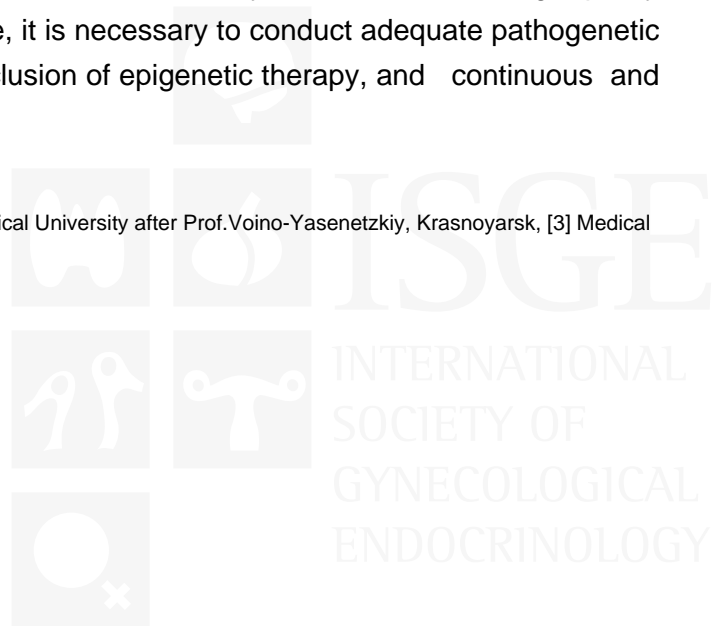 , it is necessary to conduct adequate pathogenetic
clusion of epigenetic therapy, and continuous and
ical University after Prof.Voino-Yasenetzkiy, Krasnoyarsk, [3] Medical
ISGE
INTERNATIONAL
SOCIETY OF
GYNECOLOGICAL
ENDOCRINOLOGY